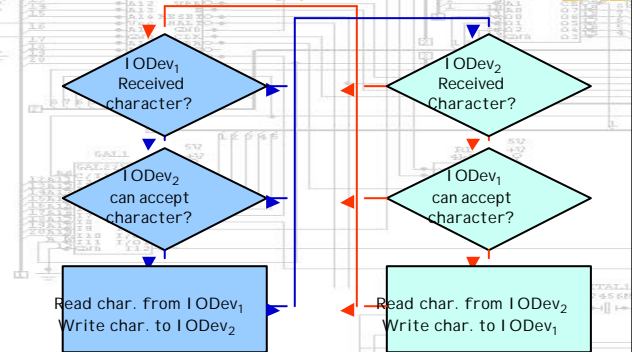 IODev1
Received
character?
IODev2
can accept
character?
Read char. from IODev1
Write char. to IODev2
IODev2
Received
Character?
IODev1
can accept
character?
Read char. from IODev2
Write char. to IODev1